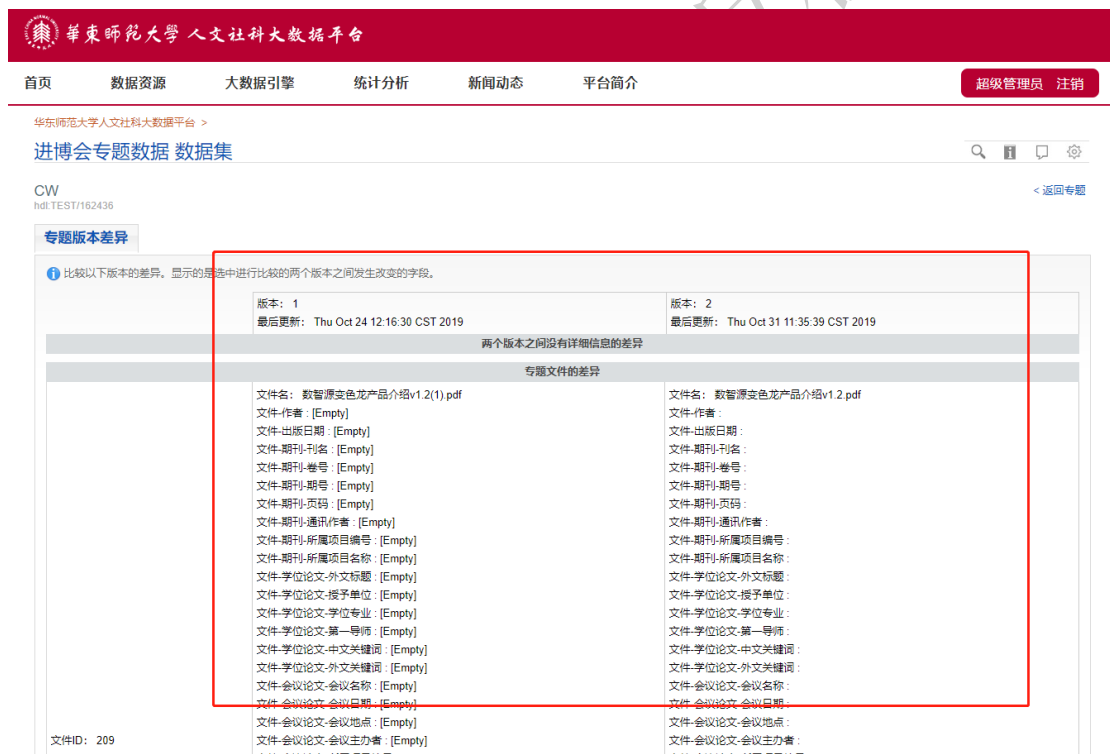 華東師範大學 人文社科大数据平台
首页 数据资源 大数据引擎 统计分析 新闻动态 平台简介 超级管理员 注销
华东师范大学人文社科大数据平台 >
进博会专题数据 数据集
CW
hdl:TEST/162436
< 返回专题
专题版本差异
比较以下版本的差异。显示的是选中进行比较的两个版本之间发生改变的字段。
版本: 1 版本: 2
最后更新: Thu Oct 24 12:16:30 CST 2019 最后更新: Thu Oct 31 11:35:39 CST 2019
两个版本之间没有详细信息的差异
专题文件的差异
文件名: 数智源变色龙产品介绍v1.2(1).pdf 文件名: 数智源变色龙产品介绍v1.2.pdf
文件-作者 : [Empty] 文件-作者 :
文件-出版日期 : [Empty] 文件-出版日期 :
文件-期刊-刊名 : [Empty] 文件-期刊-刊名 :
文件-期刊-卷号 : [Empty] 文件-期刊-卷号 :
文件-期刊-期号 : [Empty] 文件-期刊-期号 :
文件-期刊-页码 : [Empty] 文件-期刊-页码 :
文件-期刊-通讯作者 : [Empty] 文件-期刊-通讯作者 :
文件-期刊-所属项目编号 : [Empty] 文件-期刊-所属项目编号 :
文件-期刊-所属项目名称 : [Empty] 文件-期刊-所属项目名称 :
文件-学位论文-外文标题 : [Empty] 文件-学位论文-外文标题 :
文件-学位论文-授予单位 : [Empty] 文件-学位论文-授予单位 :
文件-学位论文-学位专业 : [Empty] 文件-学位论文-学位专业 :
文件-学位论文-第一导师 : [Empty] 文件-学位论文-第一导师 :
文件-学位论文-中文关键词 : [Empty] 文件-学位论文-中文关键词 :
文件-学位论文-外文关键词 : [Empty] 文件-学位论文-外文关键词 :
文件-会议论文-会议名称 : [Empty] 文件-会议论文-会议名称 :
文件-会议论文-会议日期 : [Empty] 文件-会议论文-会议日期 :
文件-会议论文-会议地点 : [Empty] 文件-会议论文-会议地点 :
文件ID: 209 文件-会议论文-会议主办者 : [Empty] 文件-会议论文-会议主办者 :